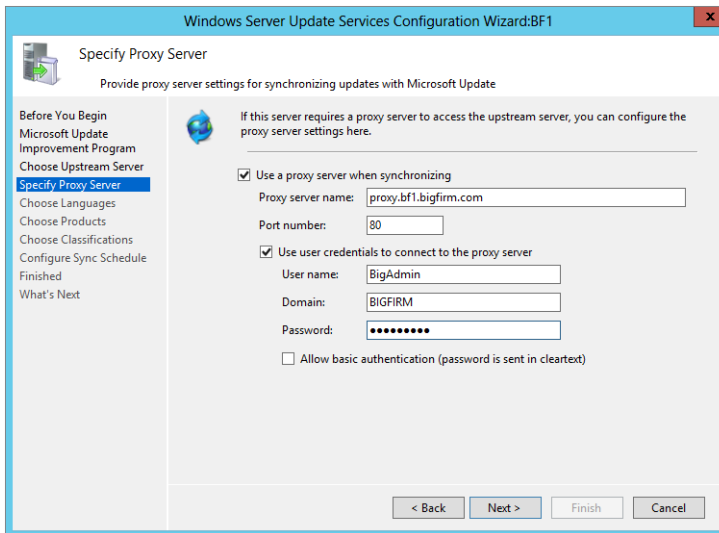 Windows Server Update Services Configuration Wizard:BF1
x
Specify Proxy Server
Provide proxy server settings for synchronizing updates with Microsoft Update
Before You Begin
Microsoft Update
Improvement Program
Choose Upstream Server
Specify Proxy Server
Choose Languages
Choose Products
Choose Classifications
Configure Sync Schedule
Finished
What's Next
If this server requires a proxy server to access the upstream server, you can configure the
proxy server settings here.
Use a proxy server when synchronizing
Proxy server name: proxy.bf1.bigfirm.com
Port number: 80
Use user credentials to connect to the proxy server
User name: BigAdmin
Domain: BIGFIRM
Password: •••••••••
Allow basic authentication (password is sent in cleartext)
< Back Next > Finish Cancel